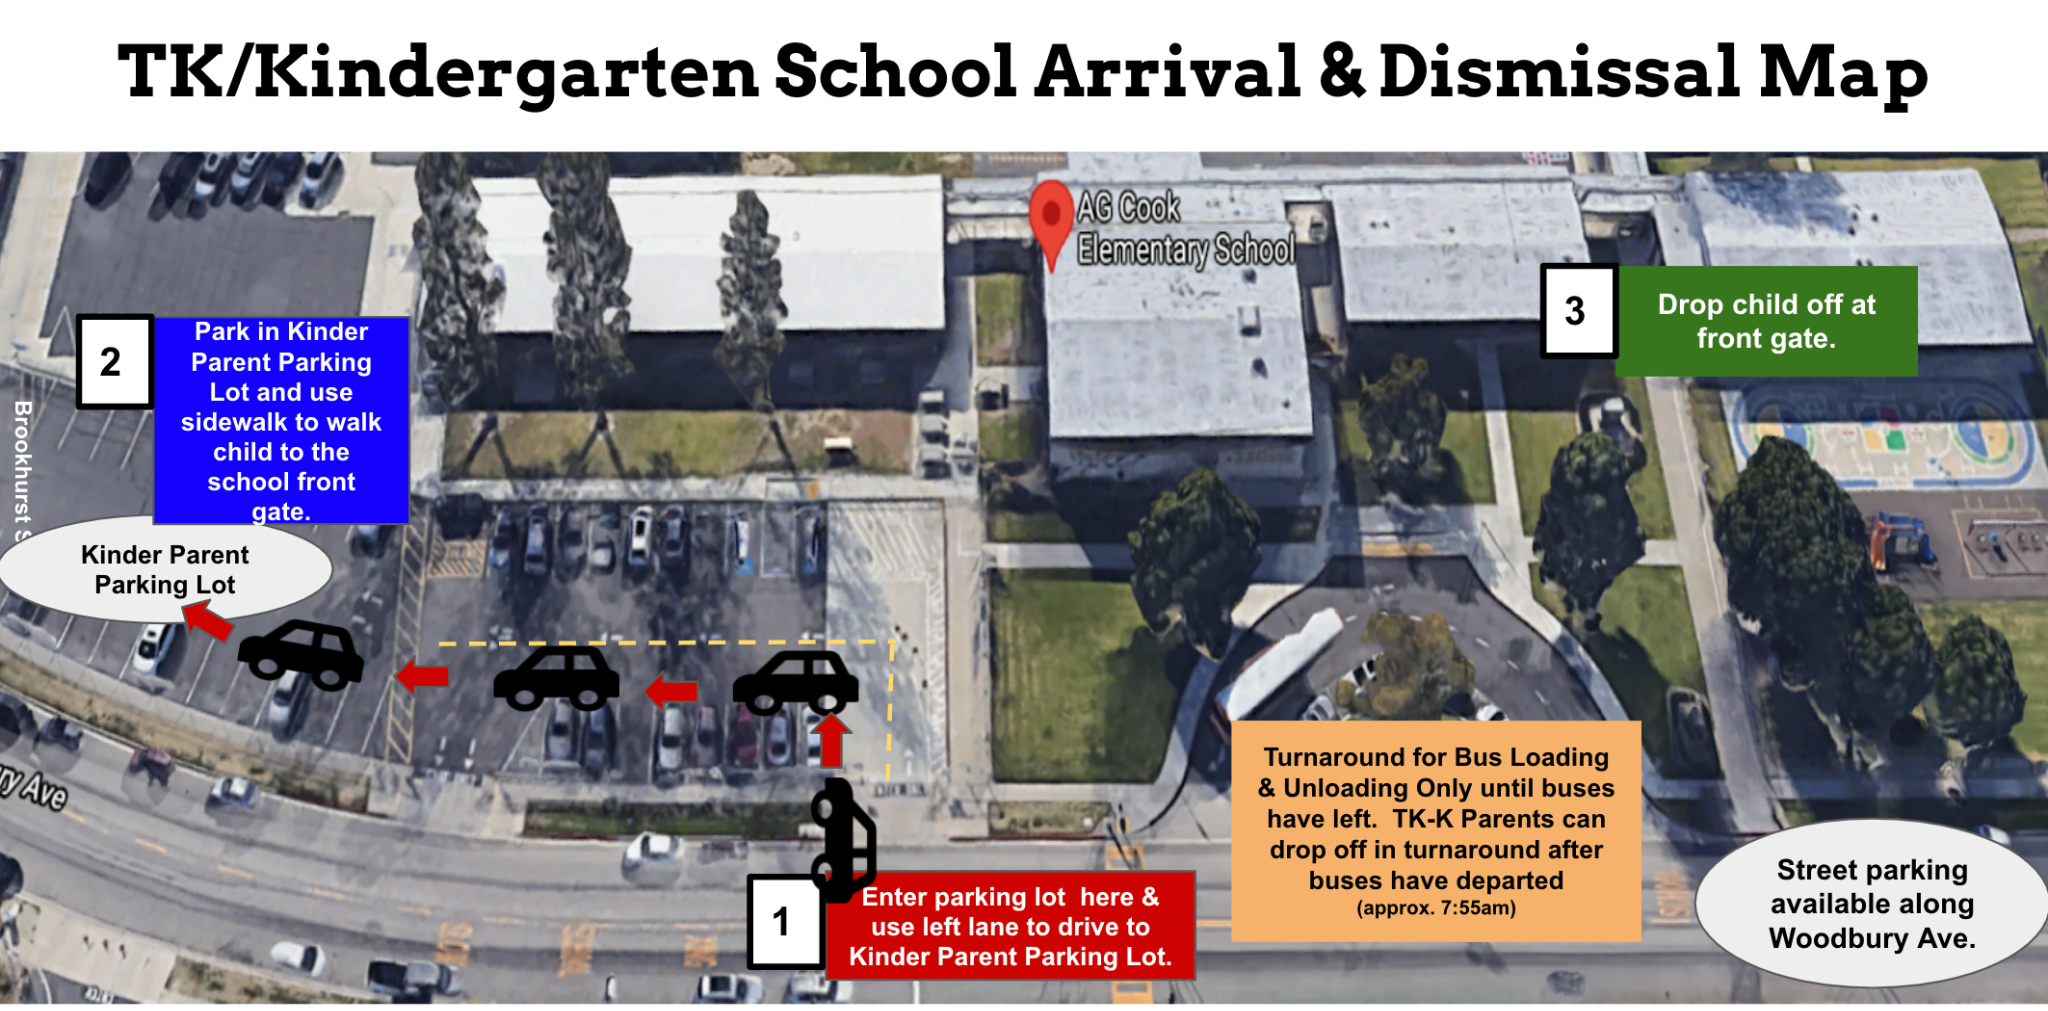 TK/Kindergarten School Arrival & Dismissal Map
AG Cook
Elementary School
3
Drop child off at
front gate.
2
Park in Kinder
Parent Parking
Lot and use
sidewalk to walk
child to the
school front
gate.
Brookhurst S
Kinder Parent
Parking Lot
ry Ave
Turnaround for Bus Loading
& Unloading Only until buses
have left. TK-K Parents can
drop off in turnaround after
buses have departed
(approx. 7:55am)
1
Enter parking lot here &
use left lane to drive to
Kinder Parent Parking Lot.
Street parking
available along
Woodbury Ave.